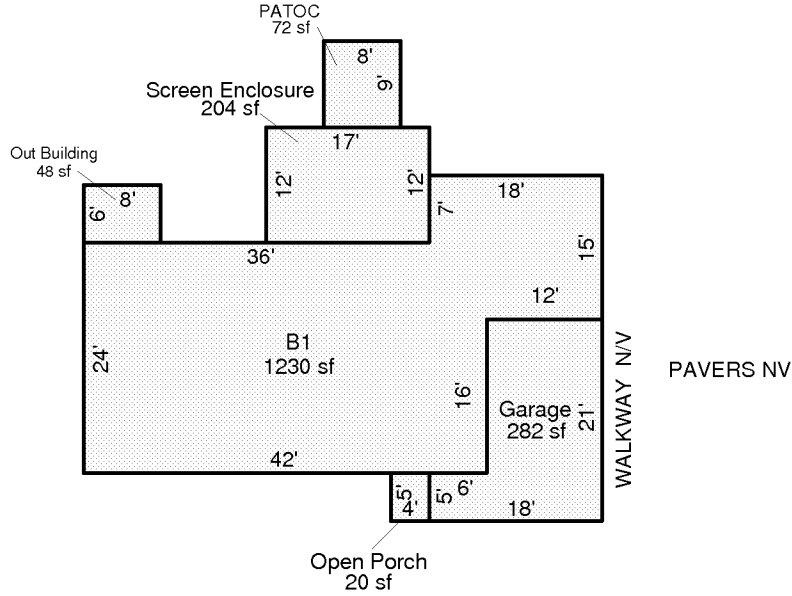 PATOC
72 sf
8'
9'
Screen Enclosure
204 sf
17'
12'
12'
Out Building
48 sf
8'
6'
7'
18'
15'
36'
12'
24'
B1
1230 sf
16'
42'
Garage
282 sf
21'
WALKWAY N/V
PAVERS NV
5'
4'
5'
6'
18'
Open Porch
20 sf